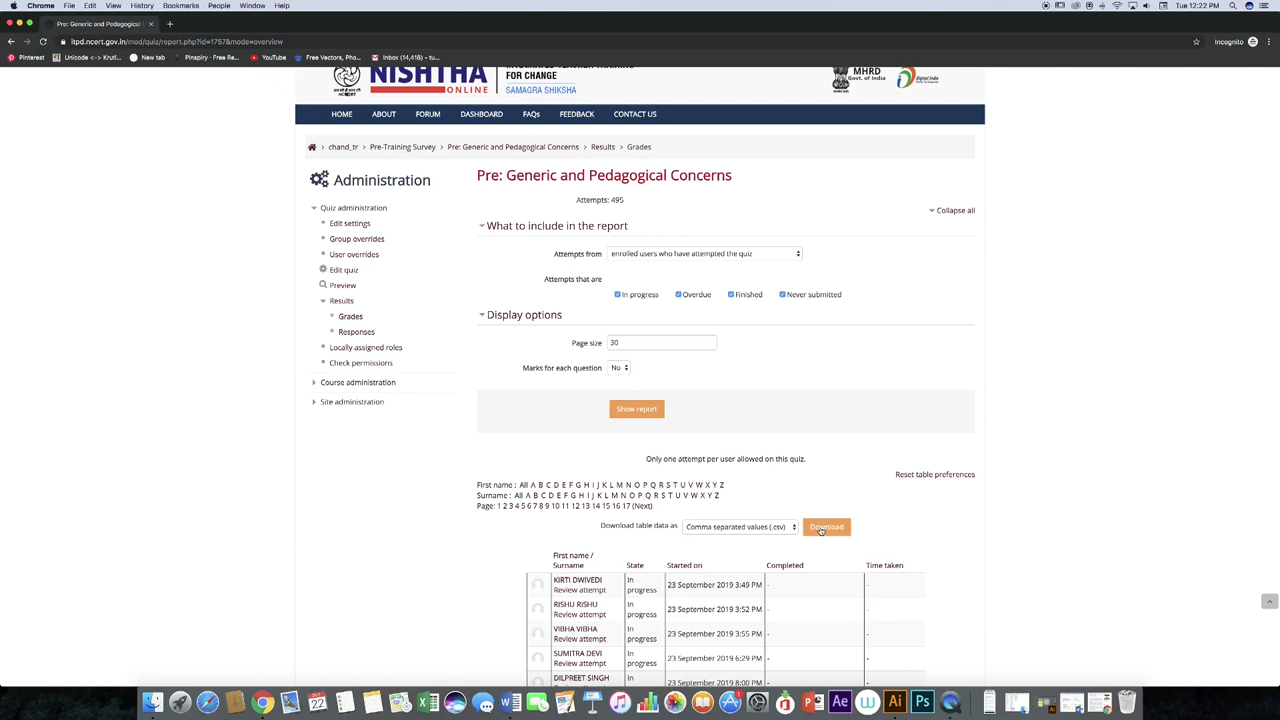 Chrome File Edit View History Bookmarks People Window Help
Tue 12:22 PM
Pre: Generic and Pedagogical
itpd.ncert.gov.in/mod/quiz/report.php?id=1757&mode=overview
Incognito
Pinterest Unicode <-> Kruti... New tab Pinspiry - Free Re... YouTube Free Vectors, Pho... Inbox (14,418) - tu...
NISHTHA
ONLINE
FOR CHANGE
SAMAGRA SHIKSHA
MHRD
Govt. of India
Digital India
HOME ABOUT FORUM DASHBOARD FAQs FEEDBACK CONTACT US
chand_tr > Pre-Training Survey > Pre: Generic and Pedagogical Concerns > Results > Grades
Administration
Quiz administration
Edit settings
Group overrides
User overrides
Edit quiz
Preview
Results
Grades
Responses
Locally assigned roles
Check permissions
Course administration
Site administration
Pre: Generic and Pedagogical Concerns
Attempts: 495
Collapse all
What to include in the report
Attempts from enrolled users who have attempted the quiz
Attempts that are
In progress Overdue Finished Never submitted
Display options
Page size 30
Marks for each question No
Show report
Only one attempt per user allowed on this quiz.
Reset table preferences
First name : All A B C D E F G H I J K L M N O P Q R S T U V W X Y Z
Surname : All A B C D E F G H I J K L M N O P Q R S T U V W X Y Z
Page: 1 2 3 4 5 6 7 8 9 10 11 12 13 14 15 16 17 (Next)
Download table data as Comma separated values (.csv) Download
First name / Surname State Started on Completed Time taken
KIRTI DWIVEDI Review attempt In progress 23 September 2019 3:49 PM - -
RISHU RISHU Review attempt In progress 23 September 2019 3:52 PM - -
VIBHA VIBHA Review attempt In progress 23 September 2019 3:55 PM - -
SUMITRA DEVI Review attempt In progress 23 September 2019 6:29 PM - -
DILPREET SINGH In 23 September 2019 8:00 PM - -